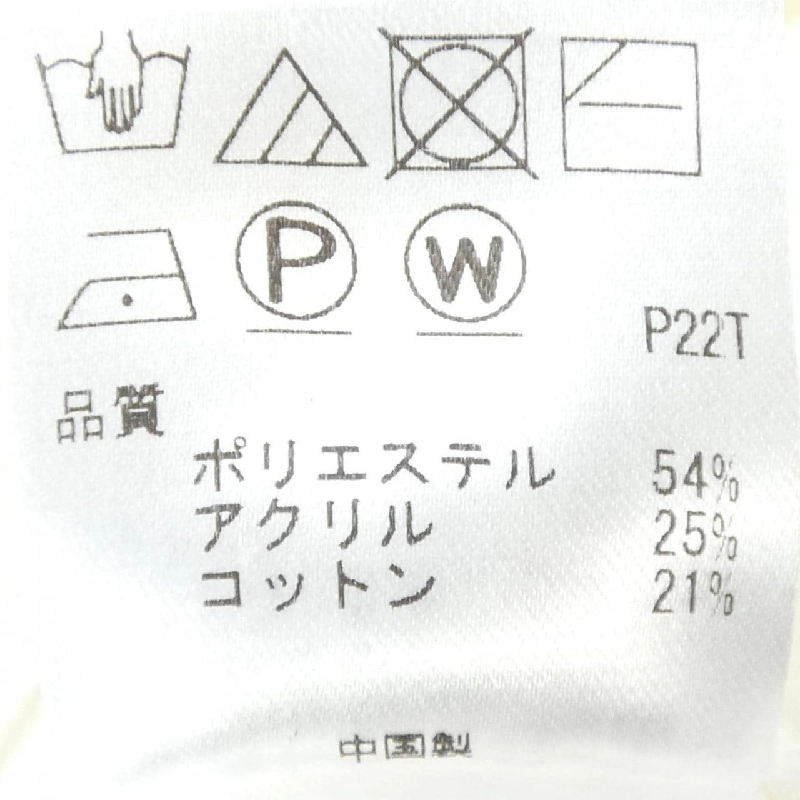 P W
P22T
品質
ポリエステル 54%
アクリル 25%
コットン 21%
中国製